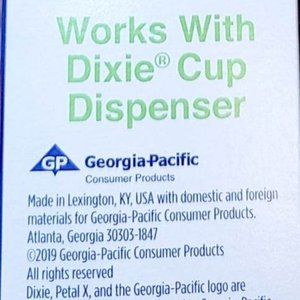 Works With
Dixie® Cup
Dispenser
GP Georgia-Pacific
Consumer Products
Made in Lexington, KY, USA with domestic and foreign
materials for Georgia-Pacific Consumer Products.
Atlanta, Georgia 30303-1847
©2019 Georgia-Pacific Consumer Products
All rights reserved
Dixie, Petal X, and the Georgia-Pacific logo are